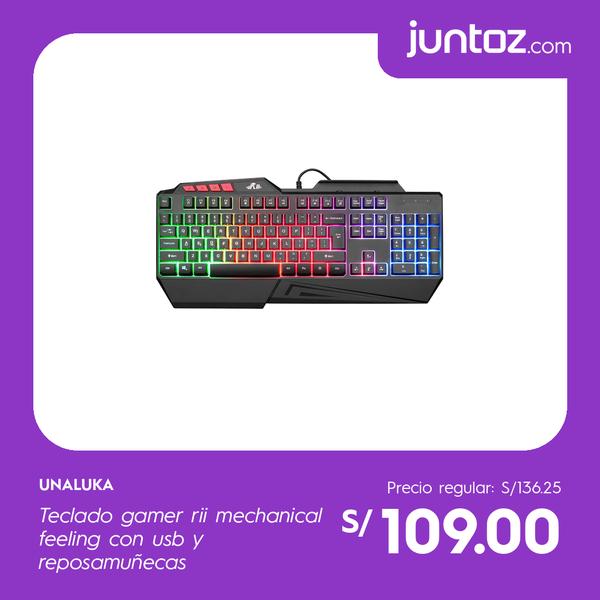 juntoz.com
UNALUKA
Teclado gamer rii mechanical
feeling con usb y
reposamuñecas
Precio regular: S/136.25
S/109.00